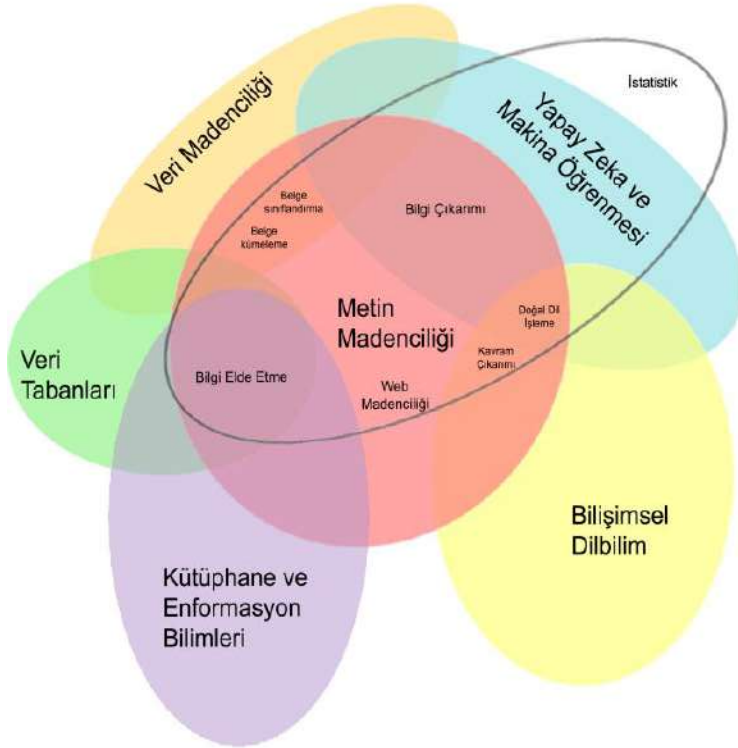 İstatistik
Veri Madenciliği
Yapay Zeka ve
Makina Öğrenmesi
Belge
sınıflandırma
Bilgi Çıkarımı
Belge
kümeleme
Metin
Madenciliği
Doğal Dil
İşleme
Kavram
Çıkarımı
Veri
Tabanları
Bilgi Elde Etme
Web
Madenciliği
Bilişimsel
Dilbilim
Kütüphane ve
Enformasyon
Bilimleri